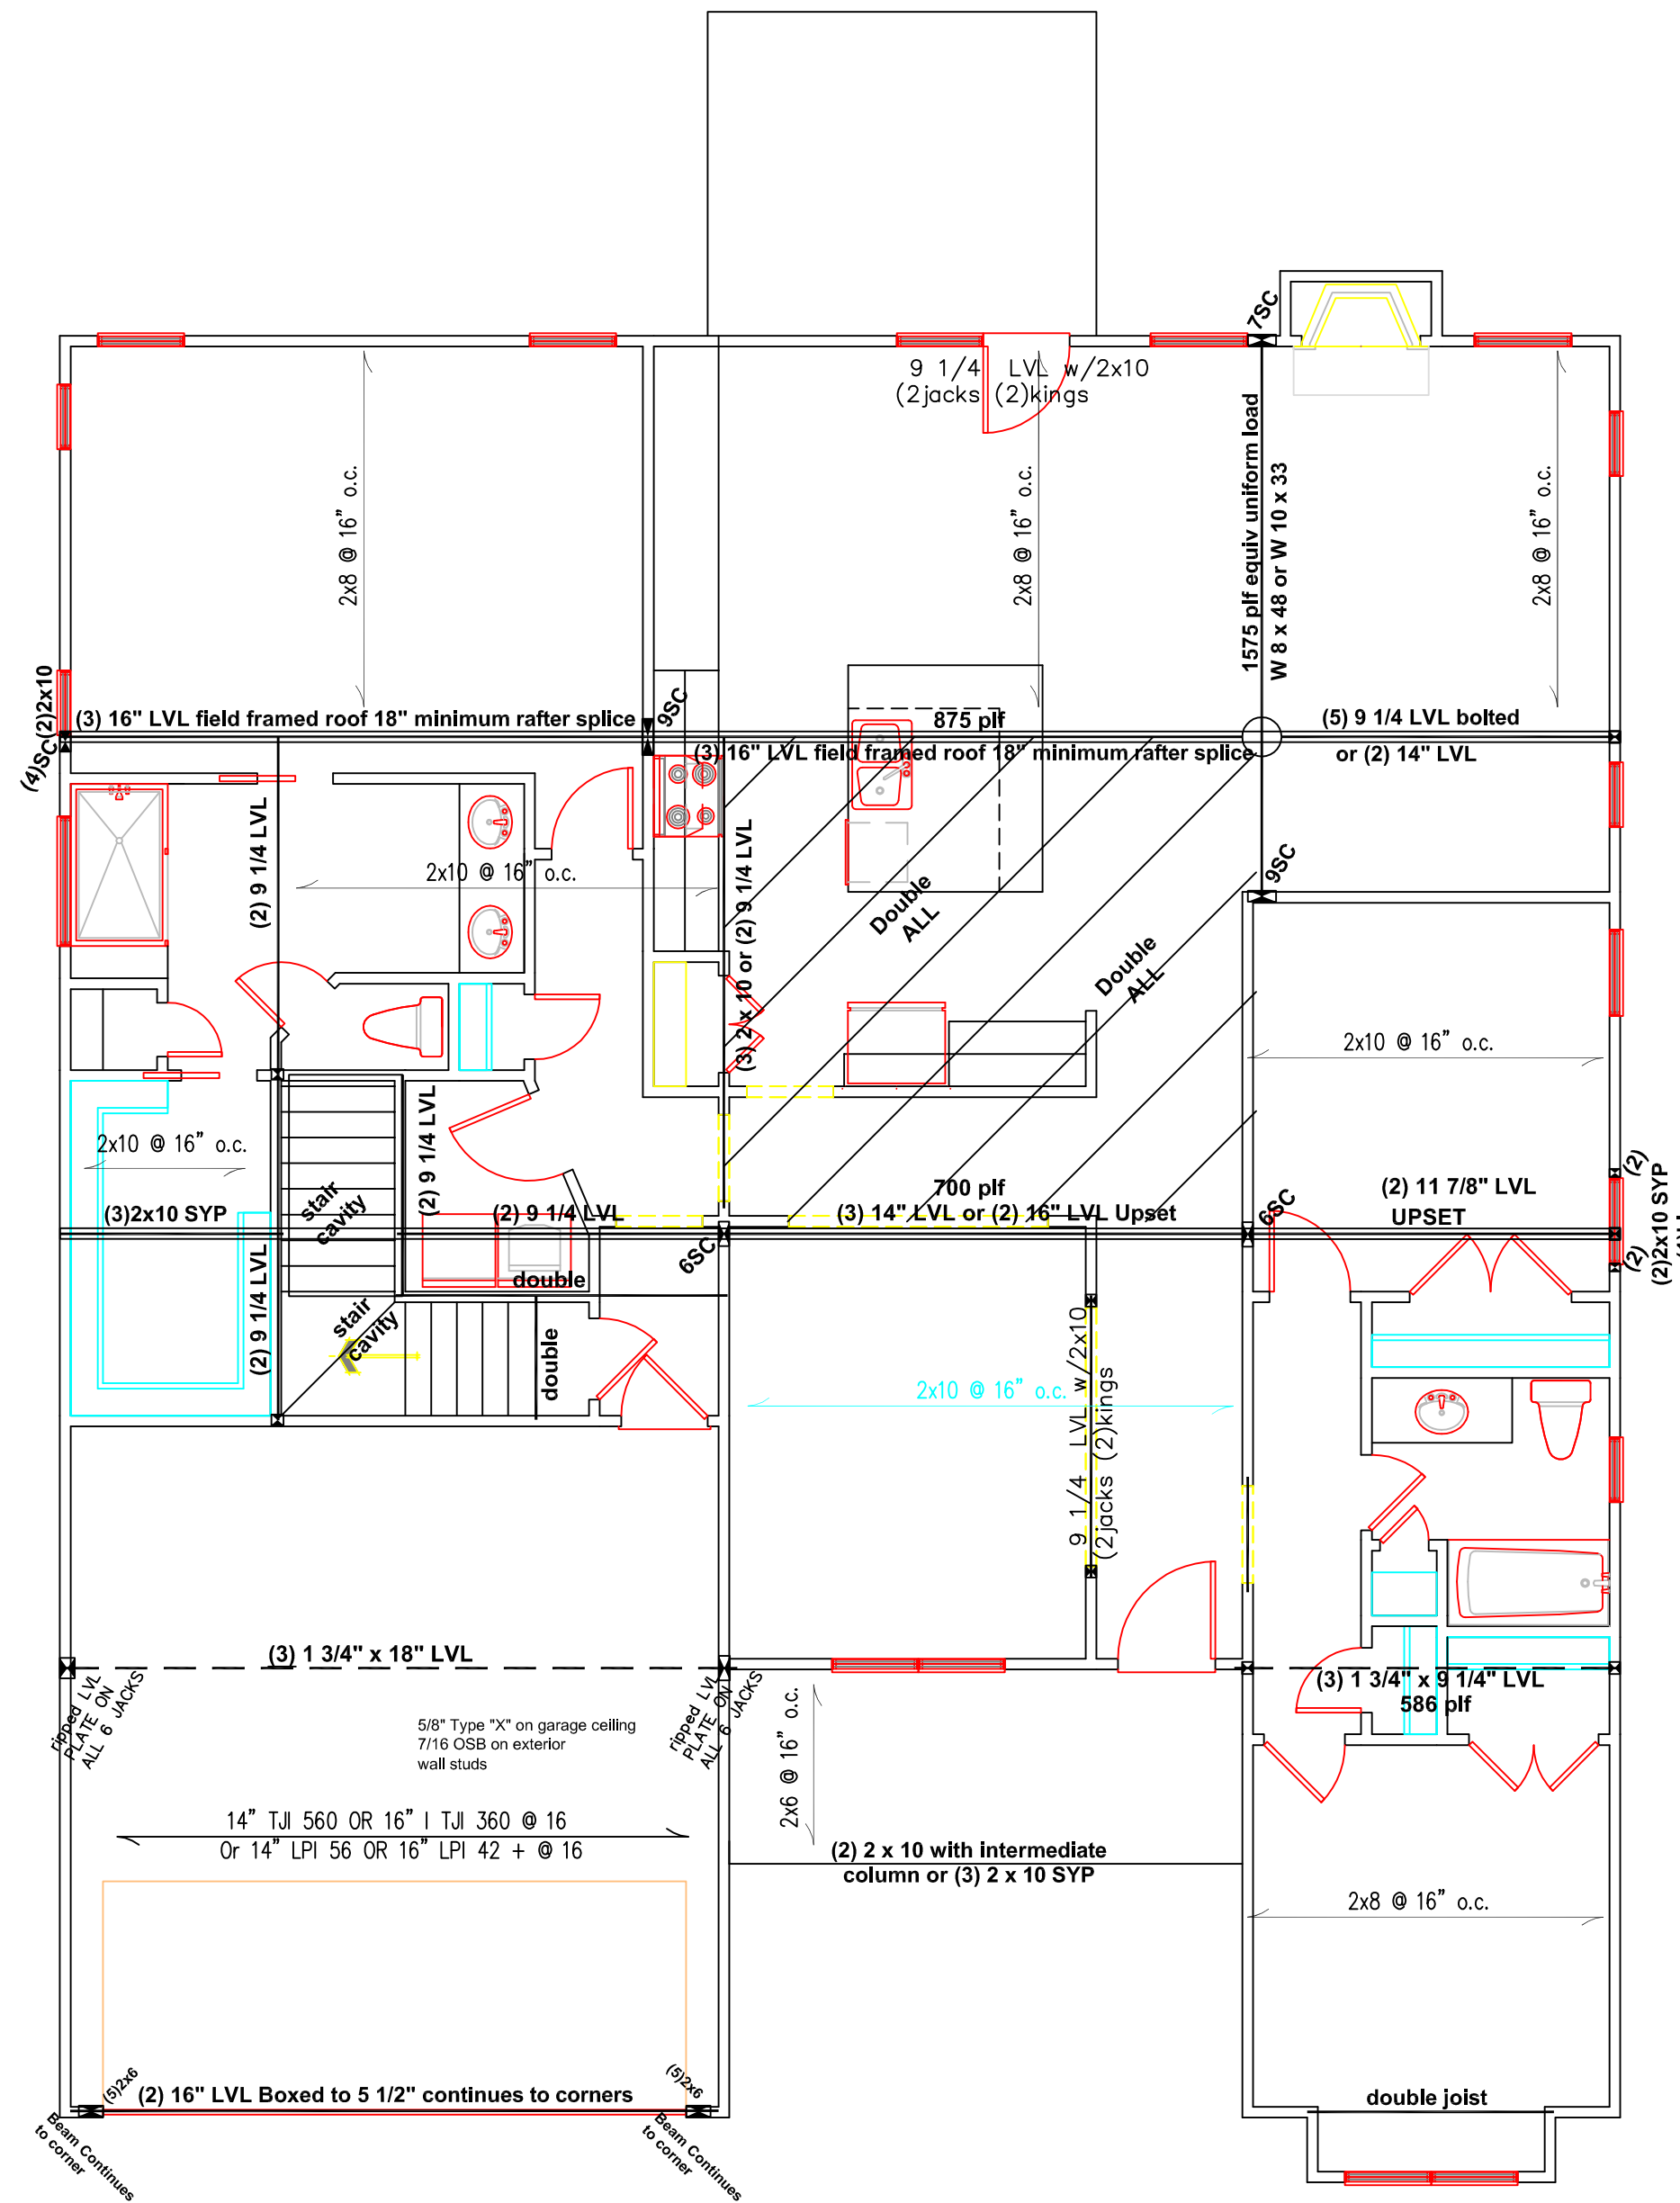 7SC
9 1/4 LVL w/2x10
(2jacks (2)kings
2x8 @ 16" o.c.
2x8 @ 16" o.c.
1575 plf equiv uniform load
W 8 x 48 or W 10 x 33
2x8 @ 16" o.c.
(2)2x10
(4)SC
(3) 16" LVL field framed roof 18" minimum rafter splice
9SC
875 plf
(3) 16" LVL field framed roof 18" minimum rafter splice
(5) 9 1/4 LVL bolted
or (2) 14" LVL
(2) 9 1/4 LVL
2x10 @ 16" o.c.
(3) 2 x 10 or (2) 9 1/4 LVL
Double
ALL
9SC
Double
ALL
2x10 @ 16" o.c.
2x10 @ 16" o.c.
(2) 9 1/4 LVL
stair
cavity
(3)2x10 SYP
(2) 9 1/4 LVL
6SC
700 plf
(3) 14" LVL or (2) 16" LVL Upset
6SC
(2) 11 7/8" LVL
UPSET
(2)
(2)2x10 SYP
(2)
(2) 9 1/4 LVL
double
stair
cavity
double
2x10 @ 16" o.c.
9 1/4 LVL w/2x10
(2jacks (2)kings
(3) 1 3/4" x 18" LVL
ripped LVL
PLATE ON
ALL 6 JACKS
ripped LVL
PLATE ON
ALL 6 JACKS
(3) 1 3/4" x 9 1/4" LVL
586 plf
5/8" Type "X" on garage ceiling
7/16 OSB on exterior
wall studs
2x6 @ 16" o.c.
14" TJI 560 OR 16" I TJI 360 @ 16
Or 14" LPI 56 OR 16" LPI 42 + @ 16
(2) 2 x 10 with intermediate
column or (3) 2 x 10 SYP
2x8 @ 16" o.c.
(5)2x6
(2) 16" LVL Boxed to 5 1/2" continues to corners
(5)2x6
double joist
Beam Continues
to corner
Beam Continues
to corner